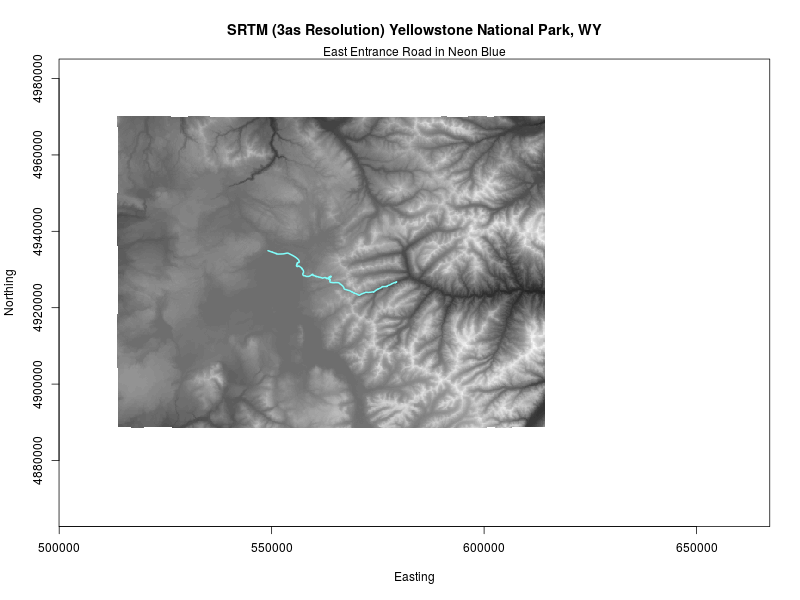 SRTM (3as Resolution) Yellowstone National Park, WY
East Entrance Road in Neon Blue
4980000
4960000
4940000
4920000
4900000
4880000
Northing
500000 550000 600000 650000
Easting